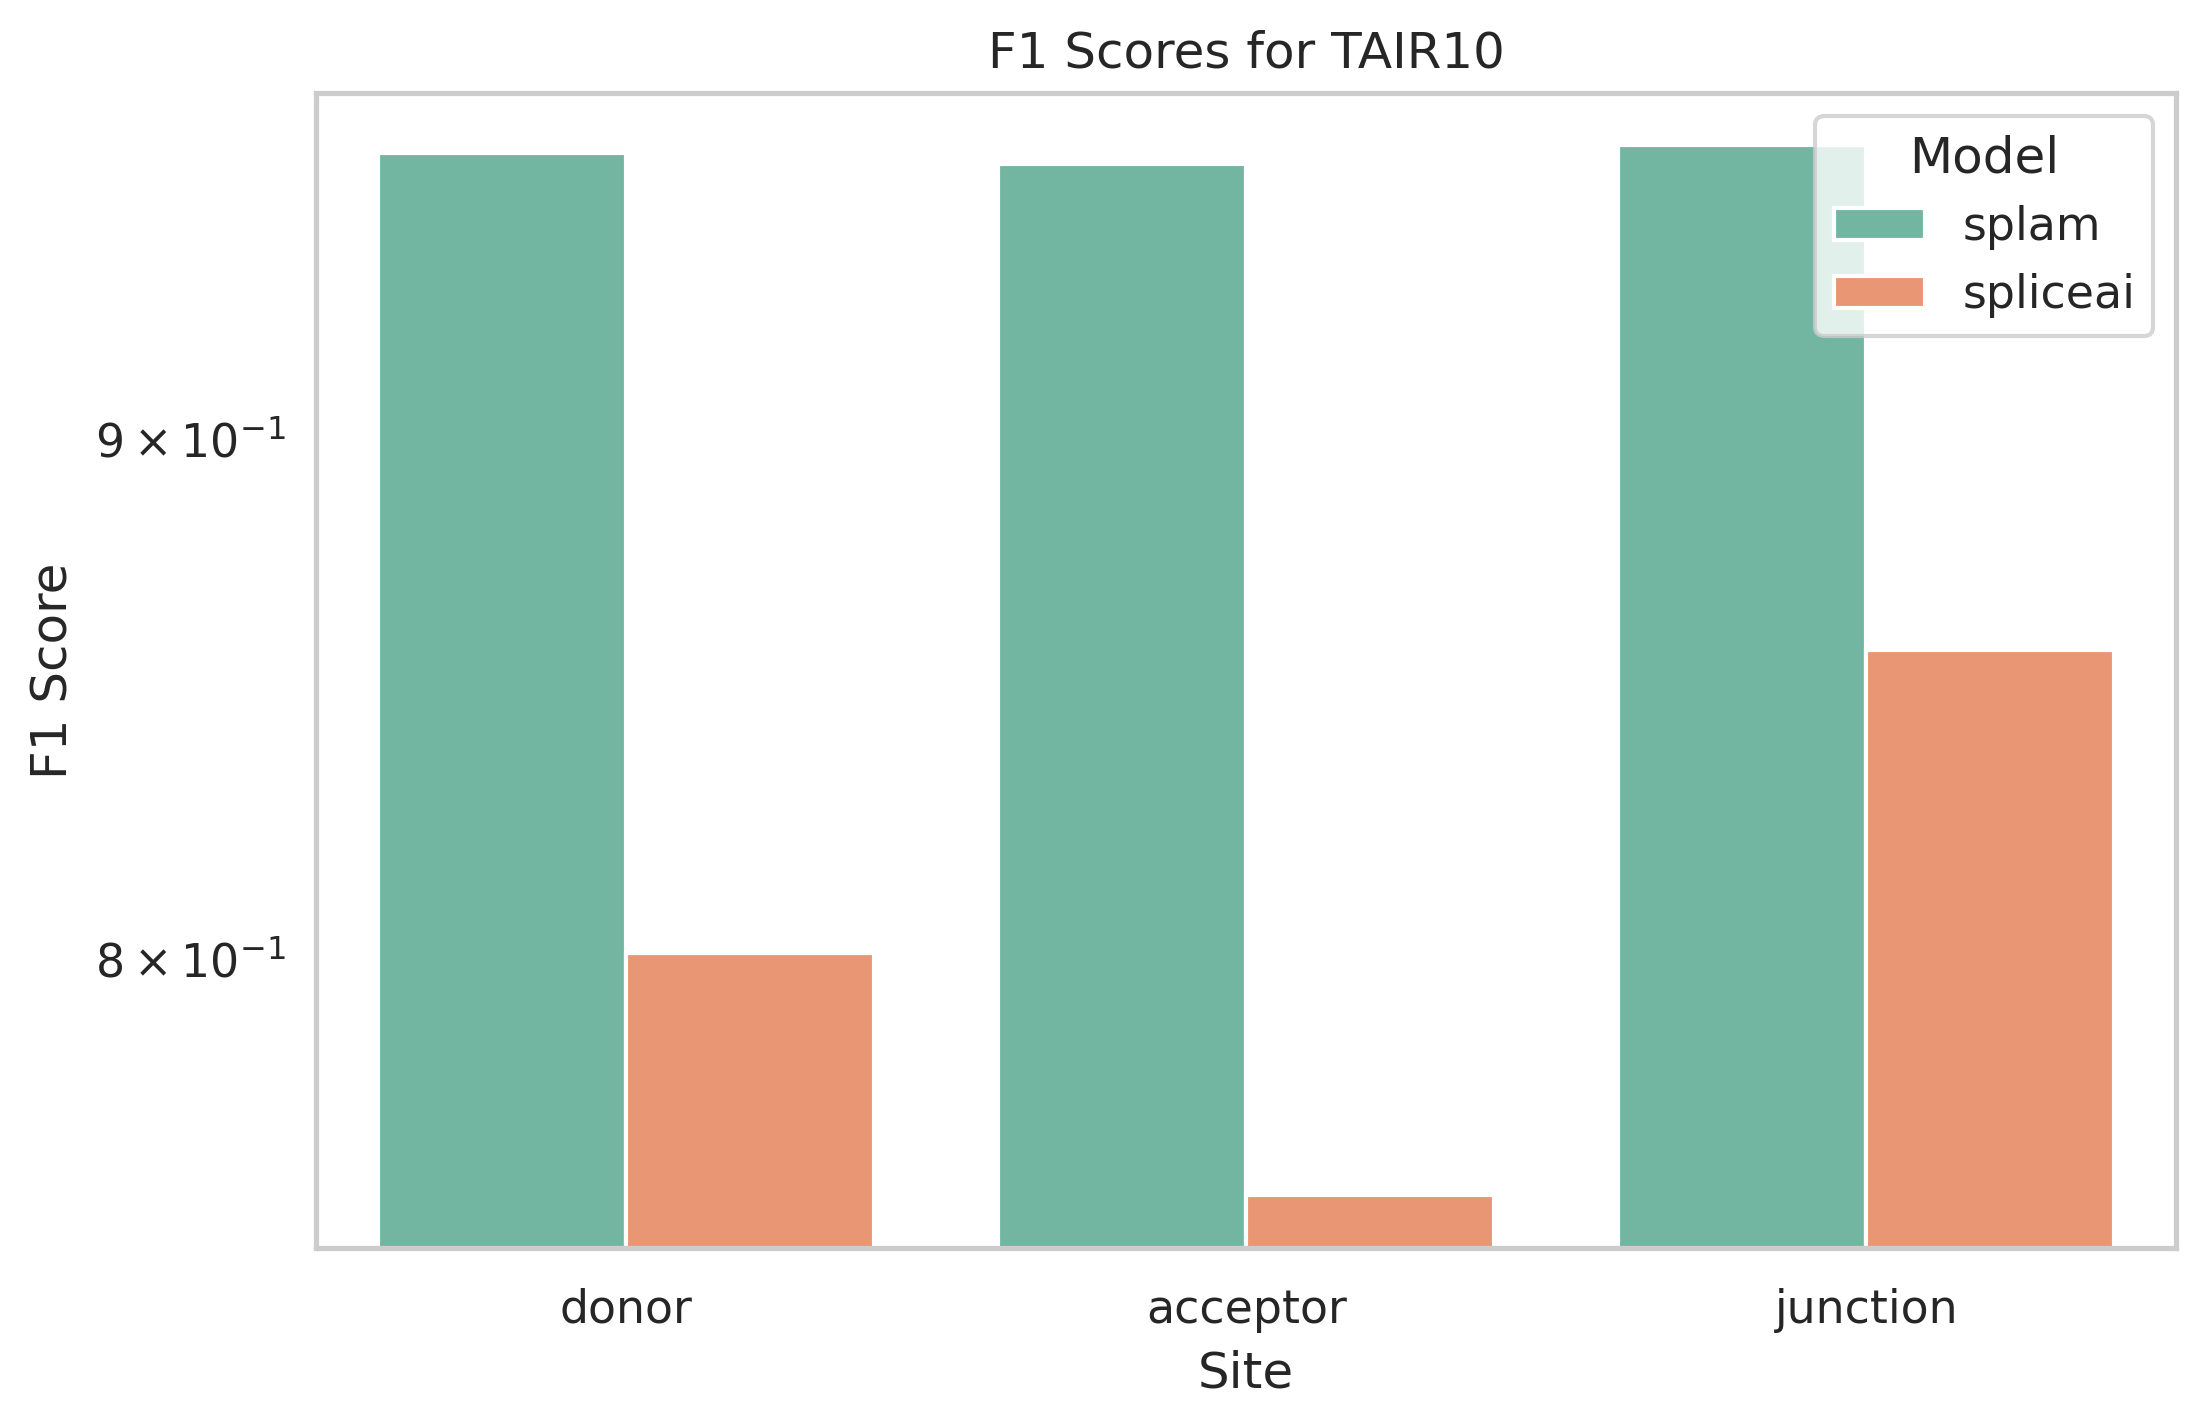 F1 Scores for TAIR10
Model
splam
spliceai
9 × 10⁻¹
8 × 10⁻¹
F1 Score
donor
acceptor
junction
Site